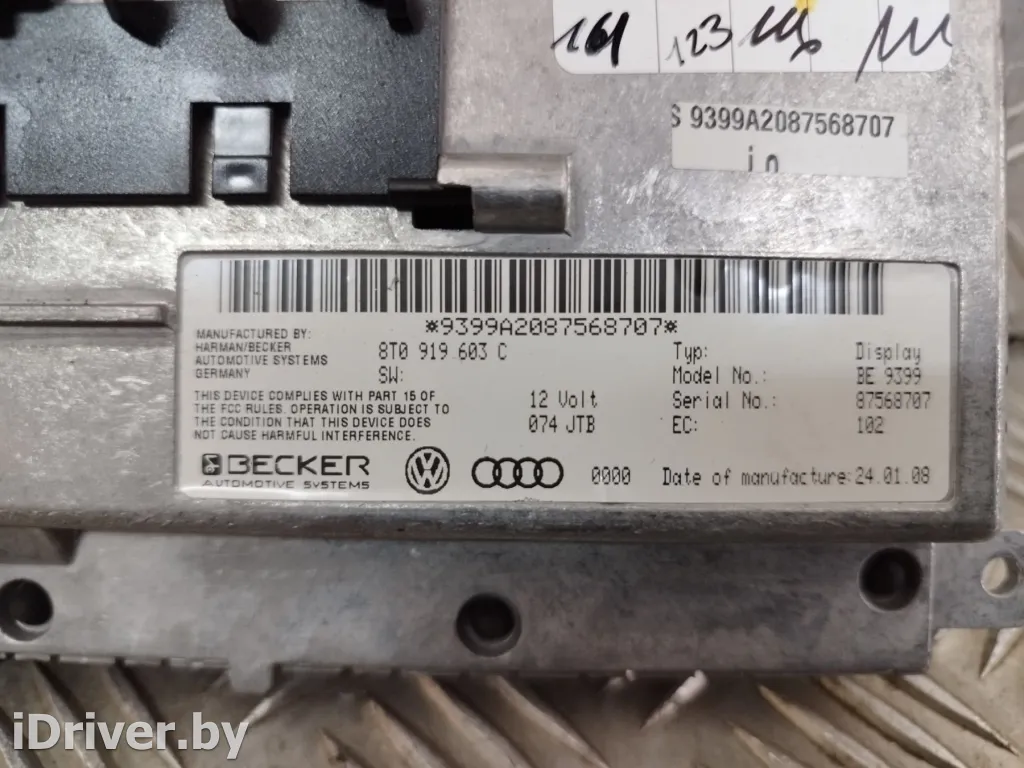 161 123
S 9399A2087568707
*9399A2087568707*
MANUFACTURED BY:
HARMAN/BECKER
AUTOMOTIVE SYSTEMS
GERMANY
8T0 919 603 C
SW:
Typ: Display
Model No.: BE 9399
THIS DEVICE COMPLIES WITH PART 15 OF
THE FCC RULES. OPERATION IS SUBJECT TO
THE CONDITION THAT THIS DEVICE DOES
NOT CAUSE HARMFUL INTERFERENCE.
12 Volt
074 JTB
Serial No.: 87568707
EC: 102
BECKER
AUTOMOTIVE SYSTEMS
0000 Date of manufacture: 24.01.08
iDriver.by